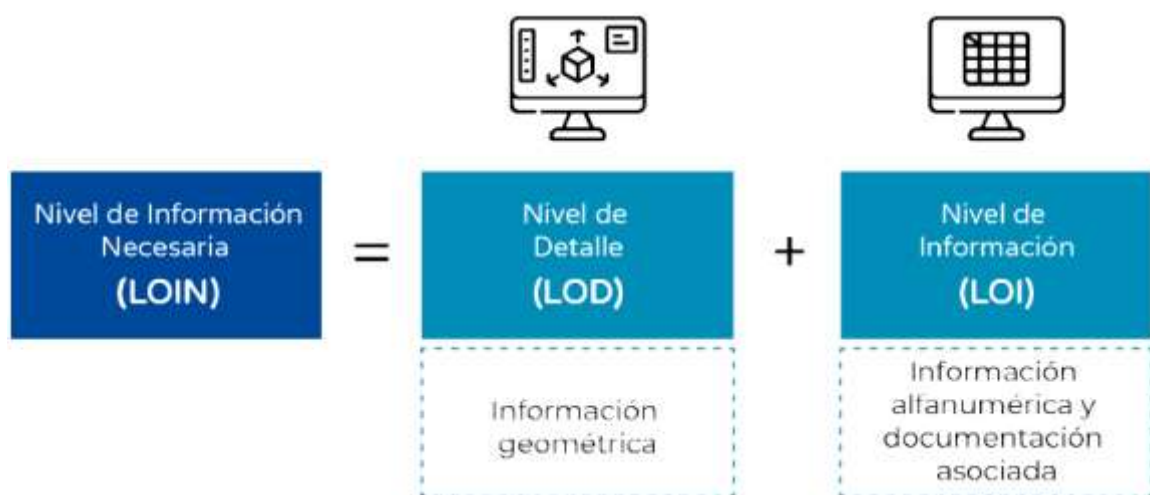 Nivel de Información
Necesaria
(LOIN)
=
Nivel de
Detalle
(LOD)
+
Nivel de
Información
(LOI)
Información
geométrica
Información
alfanumérica y
documentación
asociada